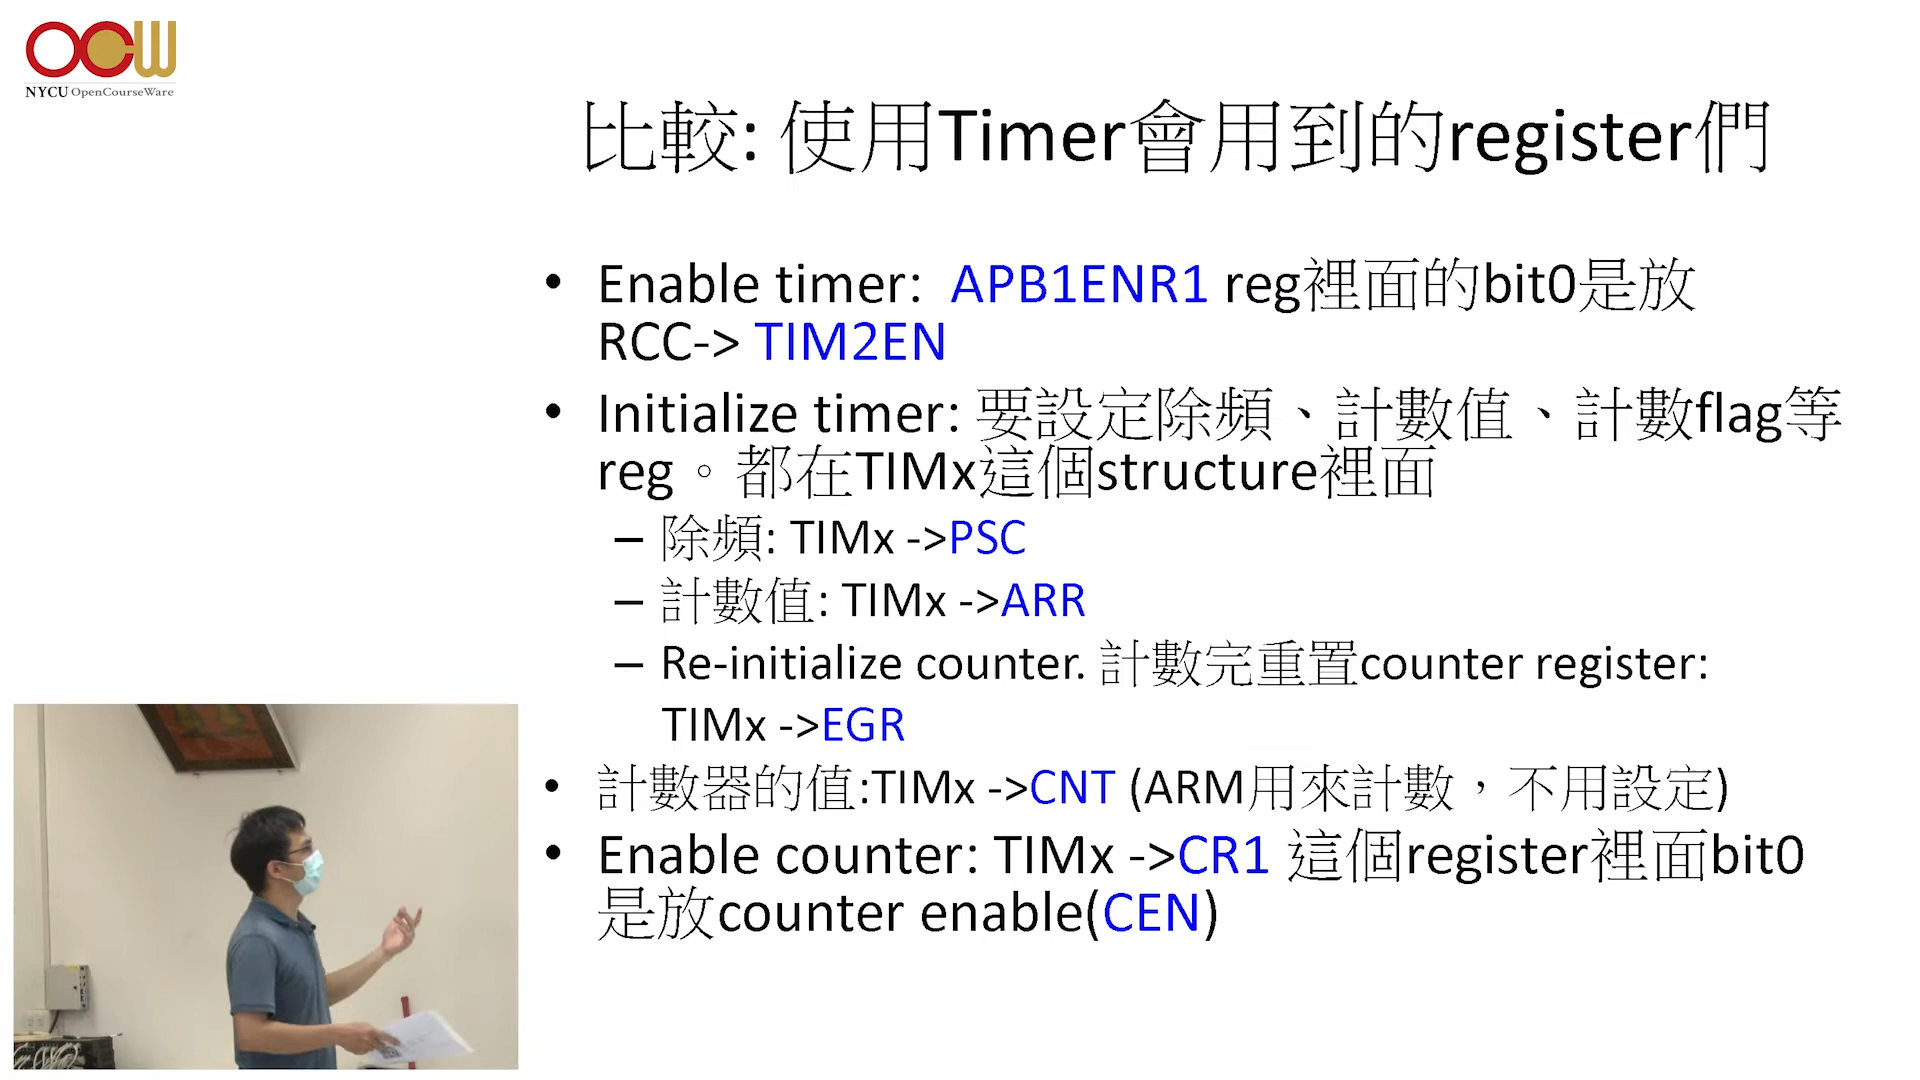 OCW
NYCU OpenCourseWare
比較: 使用Timer會用到的register們
• Enable timer: APB1ENR1 reg裡面的bit0是放
RCC-> TIM2EN
• Initialize timer: 要設定除頻、計數值、計數flag等
reg。都在TIMx這個structure裡面
– 除頻: TIMx ->PSC
– 計數值: TIMx ->ARR
– Re-initialize counter. 計數完重置counter register:
TIMx ->EGR
• 計數器的值:TIMx ->CNT (ARM用來計數，不用設定)
• Enable counter: TIMx ->CR1 這個register裡面bit0
是放counter enable(CEN)